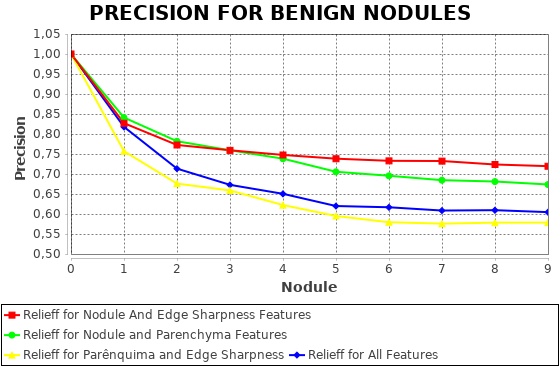 PRECISION FOR BENIGN NODULES
1,05
1,00
0,95
0,90
0,85
0,80
0,75
0,70
0,65
0,60
0,55
0,50
Precision
0 1 2 3 4 5 6 7 8 9
Nodule
Relieff for Nodule And Edge Sharpness Features
Relieff for Nodule and Parenchyma Features
Relieff for Parênquima and Edge Sharpness Relieff for All Features